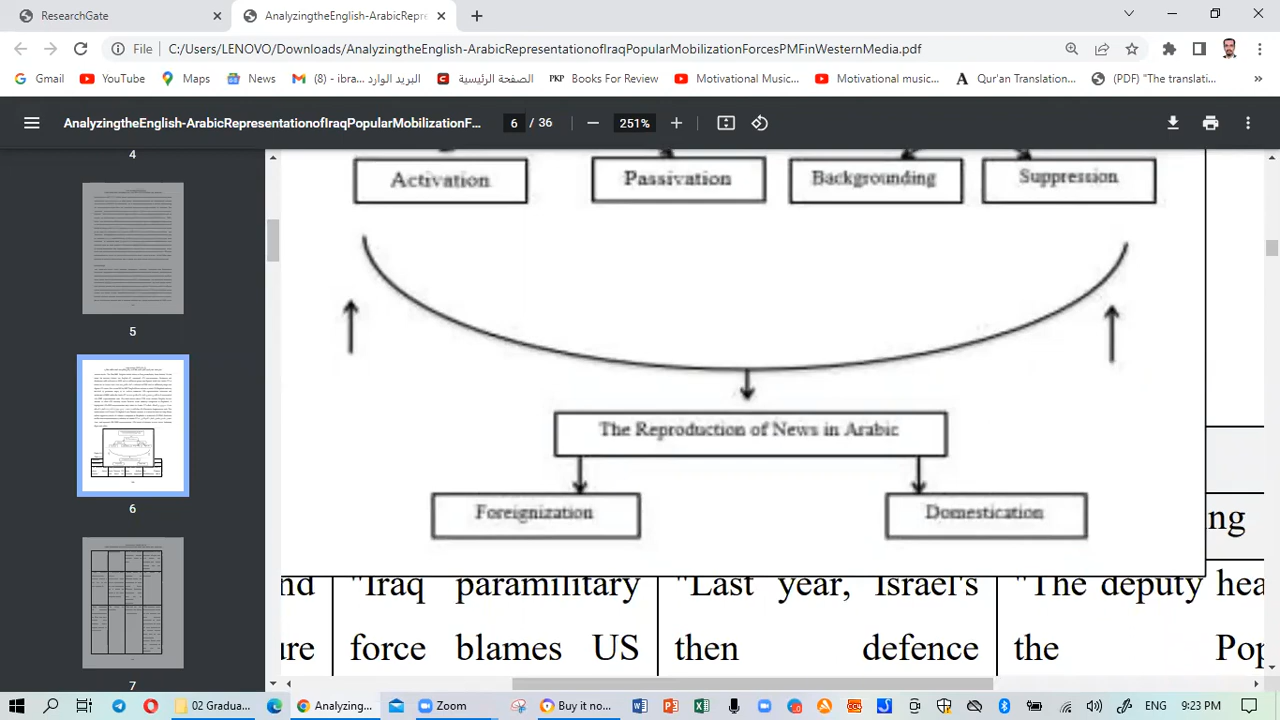 ResearchGate
AnalyzingtheEnglish-ArabicRepre
File
C:/Users/LENOVO/Downloads/AnalyzingtheEnglish-ArabicRepresentationofIraqPopularMobilizationForcesPMFinWesternMedia.pdf
Gmail
YouTube
Maps
News
(8) - ibra... البريد الوارد
الصفحة الرئيسية
PKP Books For Review
Motivational Music...
Motivational music...
A Qur'an Translation...
(PDF) "The translati...
»
AnalyzingtheEnglish-ArabicRepresentationofIraqPopularMobilizationF...
6 / 36
251%
4
5
6
7
Activation
Passivation
Backgrounding
Suppression
The Reproduction of News in Arabic
Foreignization
Domestication
ng
nd
"Iraq paramilitary
"Last year, Israel's
"The deputy hea
ure
force blames US
then defence
the Pop
02 Gradua...
Analyzing...
Zoom
Buy it no...
ENG
9:23 PM